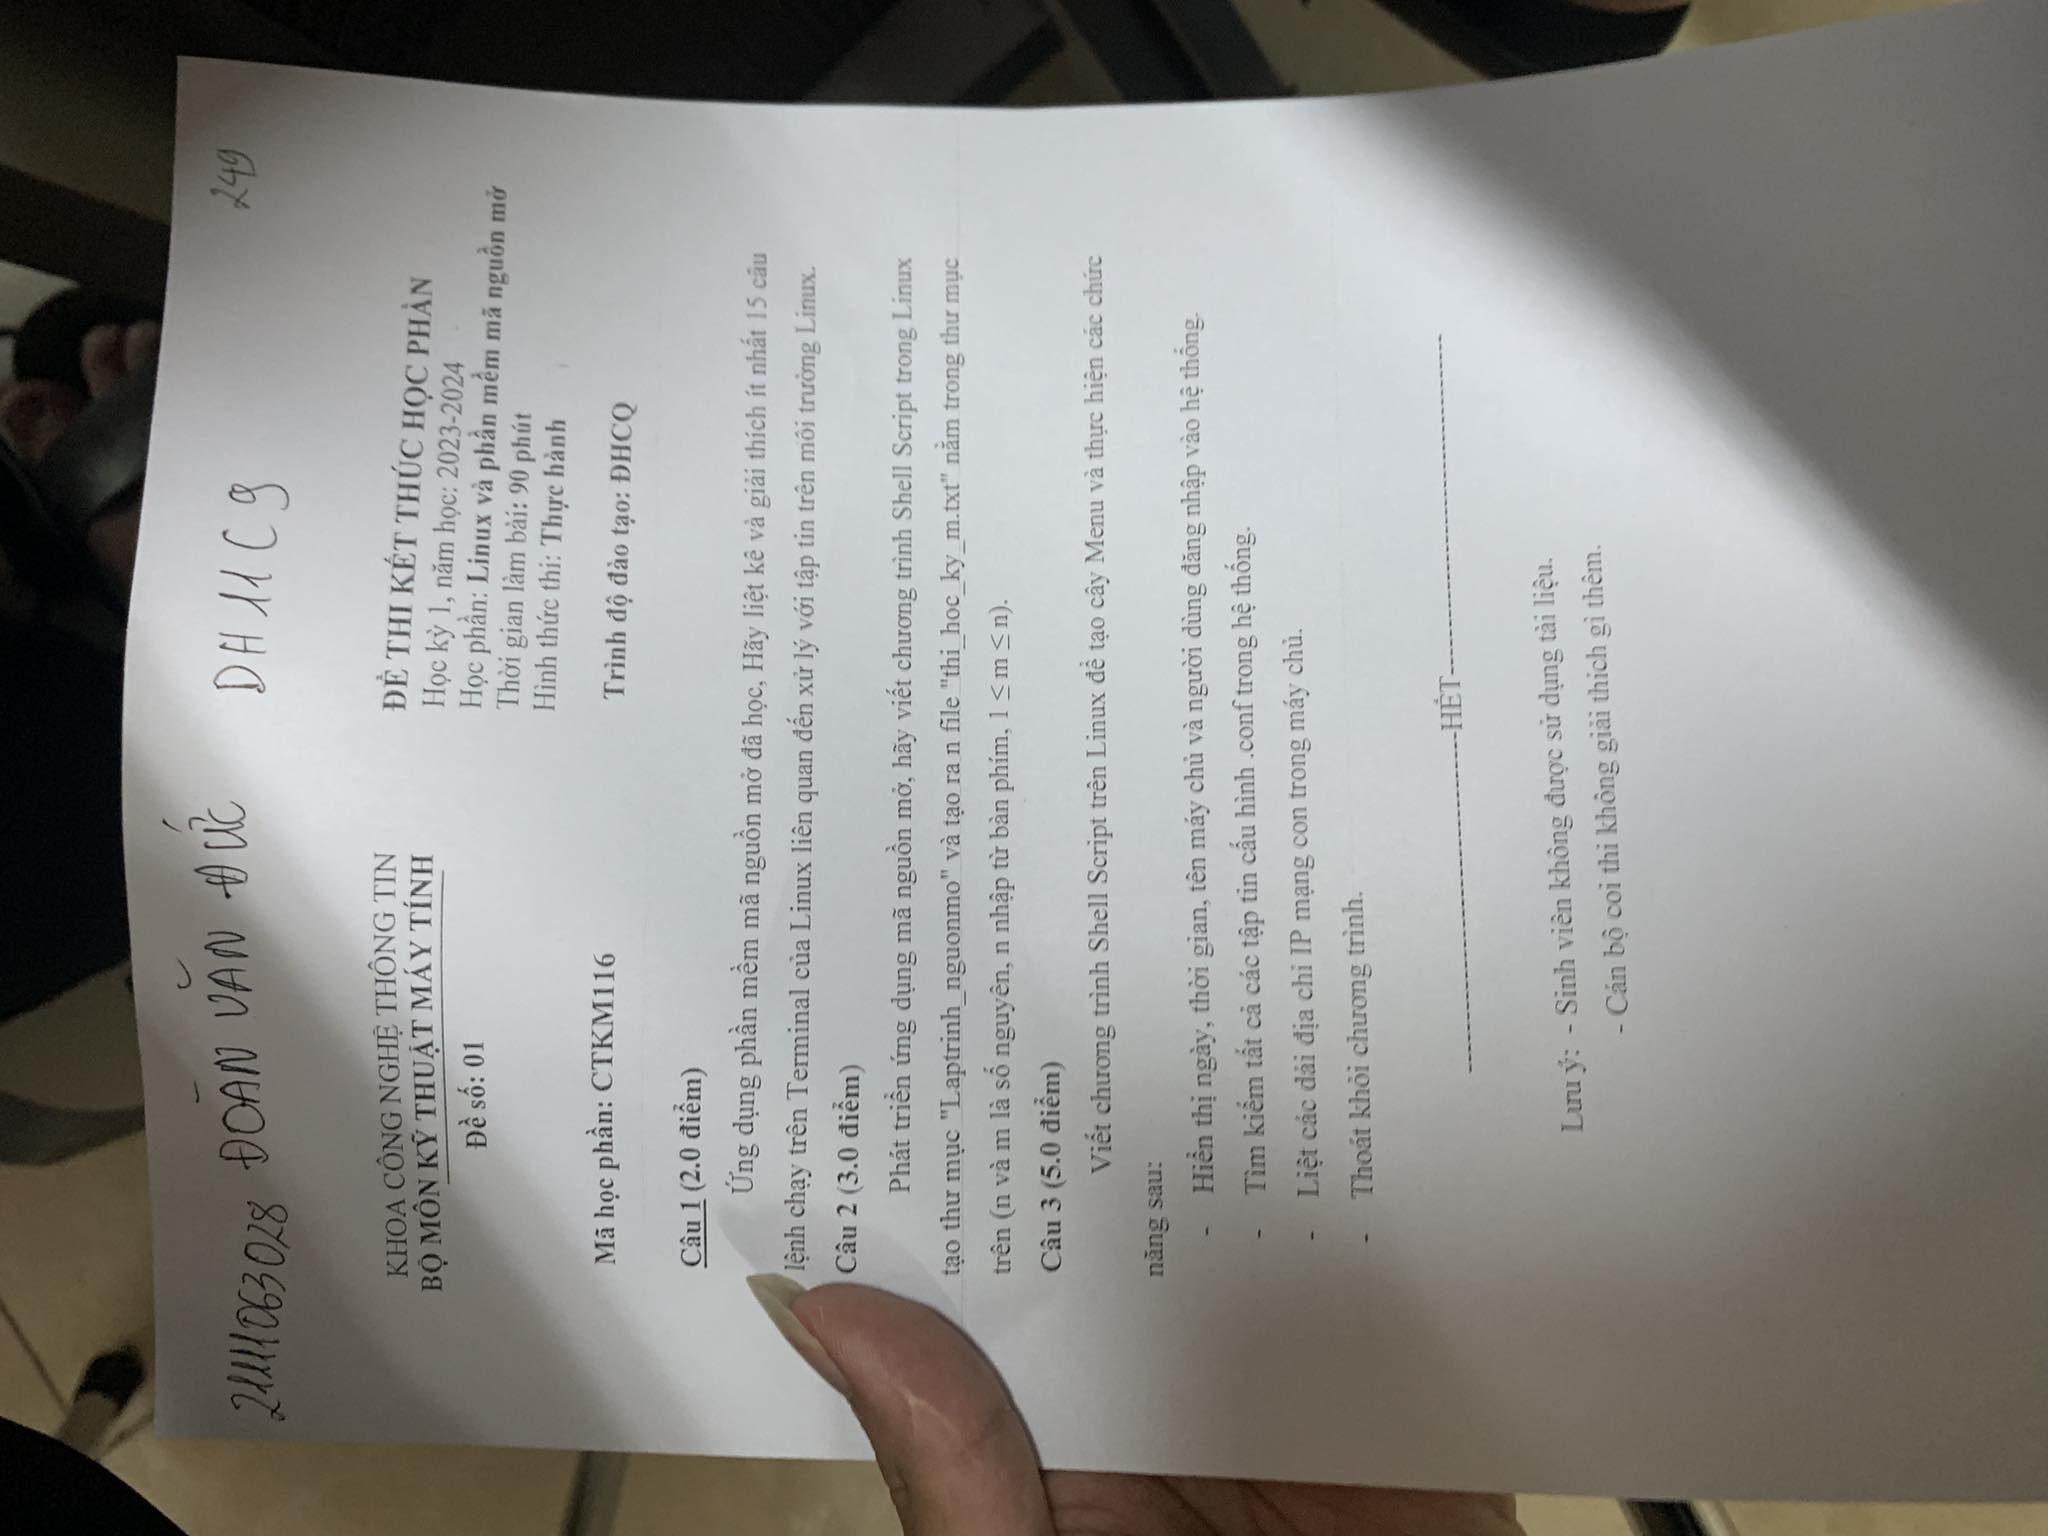 21111063028 ĐOÀN VĂN ĐỨC DH11C9 249
KHOA CÔNG NGHỆ THÔNG TIN
BỘ MÔN KỸ THUẬT MÁY TÍNH
Đề số: 01
ĐỀ THI KẾT THÚC HỌC PHẦN
Học kỳ 1, năm học: 2023-2024
Học phần: Linux và phần mềm mã nguồn mở
Thời gian làm bài: 90 phút
Hình thức thi: Thực hành
Mã học phần: CTKM116
Trình độ đào tạo: ĐHCQ
Câu 1 (2.0 điểm)
Ứng dụng phần mềm mã nguồn mở đã học, Hãy liệt kê và giải thích ít nhất 15 câu
lệnh chạy trên Terminal của Linux liên quan đến xử lý với tập tin trên môi trường Linux.
Câu 2 (3.0 điểm)
Phát triển ứng dụng mã nguồn mở, hãy viết chương trình Shell Script trong Linux
tạo thư mục "Laptrinh_nguonmo" và tạo ra n file "thi_hoc_ky_m.txt" nằm trong thư mục
trên (n và m là số nguyên, n nhập từ bàn phím, 1 ≤ m ≤ n).
Câu 3 (5.0 điểm)
Viết chương trình Shell Script trên Linux để tạo cây Menu và thực hiện các chức
năng sau:
- Hiển thị ngày, thời gian, tên máy chủ và người dùng đăng nhập vào hệ thống.
- Tìm kiếm tất cả các tập tin cấu hình .conf trong hệ thống.
- Liệt các dải địa chỉ IP mạng con trong máy chủ.
- Thoát khỏi chương trình.
-----------------------------------HẾT-----------------------------------
Lưu ý: - Sinh viên không được sử dụng tài liệu.
- Cán bộ coi thi không giải thích gì thêm.